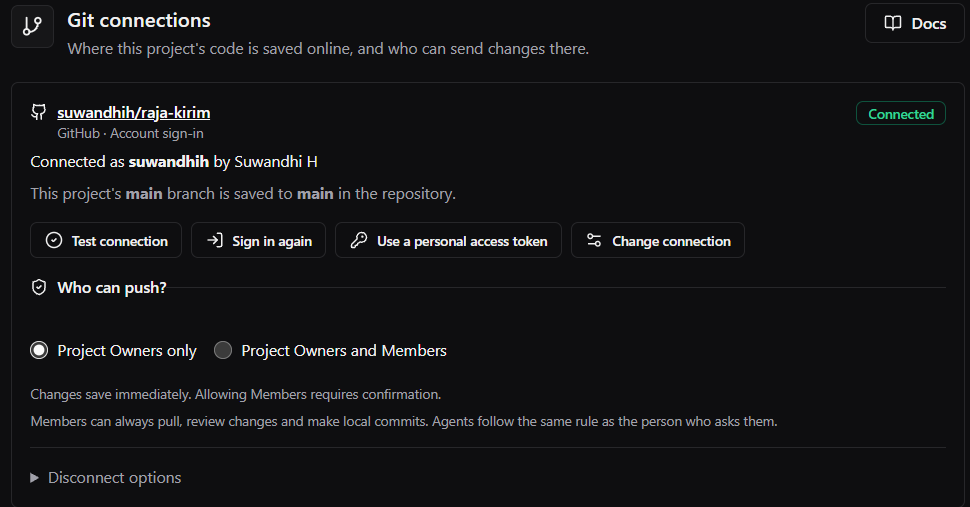 Git connections
Docs
Where this project's code is saved online, and who can send changes there.
suwandhih/raja-kirim
Connected
GitHub · Account sign-in
Connected as suwandhih by Suwandhi H
This project's main branch is saved to main in the repository.
Test connection
Sign in again
Use a personal access token
Change connection
Who can push?
Project Owners only
Project Owners and Members
Changes save immediately. Allowing Members requires confirmation.
Members can always pull, review changes and make local commits. Agents follow the same rule as the person who asks them.
Disconnect options